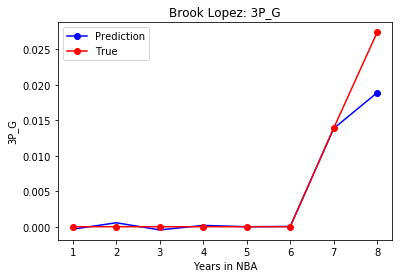 Brook Lopez: 3P_G
Prediction
True
0.025
0.020
0.015
0.010
0.005
0.000
3P_G
1 2 3 4 5 6 7 8
Years in NBA